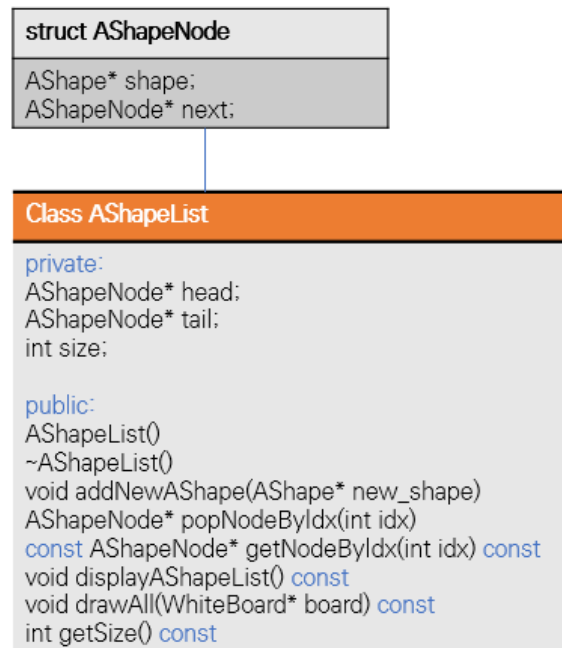 struct AShapeNode
AShape* shape;
AShapeNode* next;
Class AShapeList
private:
AShapeNode* head;
AShapeNode* tail;
int size;
public:
AShapeList()
~AShapeList()
void addNewAShape(AShape* new_shape)
AShapeNode* popNodeByIdx(int idx)
const AShapeNode* getNodeByIdx(int idx) const
void displayAShapeList() const
void drawAll(WhiteBoard* board) const
int getSize() const